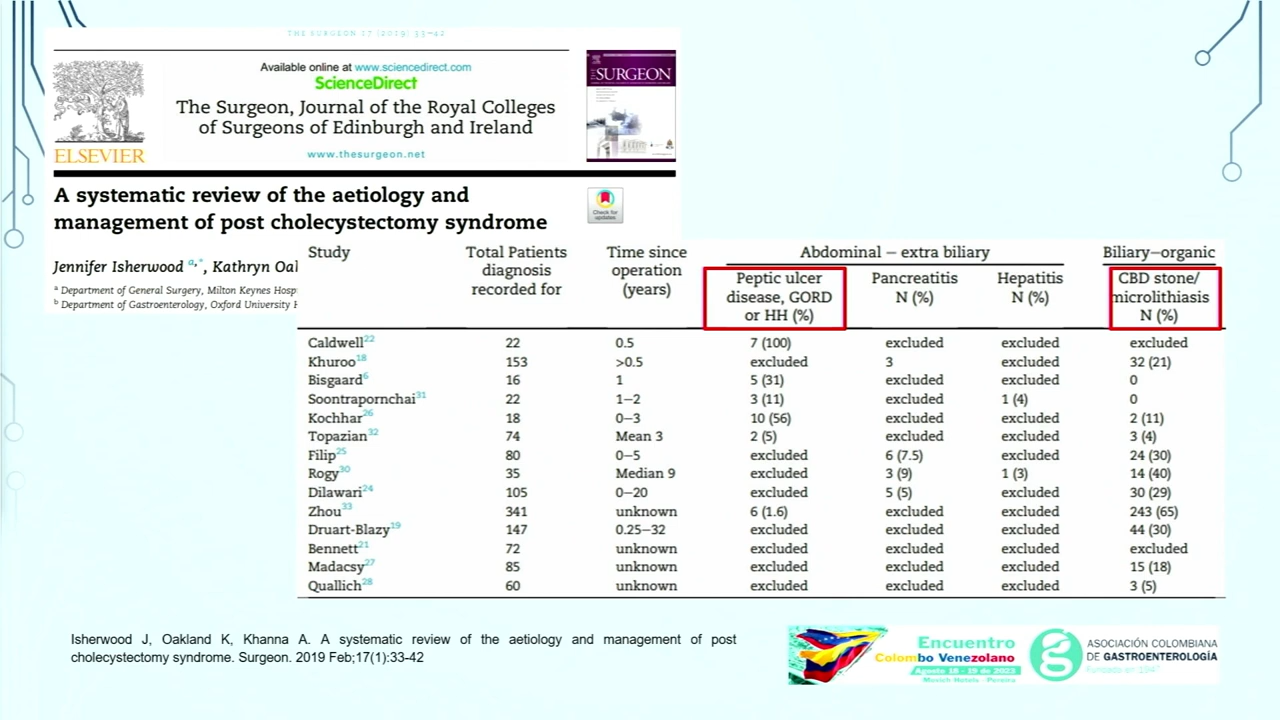 THE SURGEON 17 (2019) 33–42
Available online at www.sciencedirect.com
ScienceDirect
The Surgeon, Journal of the Royal Colleges
of Surgeons of Edinburgh and Ireland
www.thesurgeon.net
ELSEVIER
THE SURGEON
A systematic review of the aetiology and
management of post cholecystectomy syndrome
Check for
updates
Jennifer Isherwood a,*, Kathryn Oal
a Department of General Surgery, Milton Keynes Hosp
b Department of Gastroenterology, Oxford University H
Study Total Patients diagnosis recorded for Time since operation (years) Abdominal – extra biliary Biliary–organic
Peptic ulcer disease, GORD or HH (%) Pancreatitis N (%) Hepatitis N (%) CBD stone/ microlithiasis N (%)
Caldwell22 22 0.5 7 (100) excluded excluded excluded
Khuroo18 153 >0.5 excluded 3 excluded 32 (21)
Bisgaard6 16 1 5 (31) excluded excluded 0
Soontrapornchai31 22 1–2 3 (11) excluded 1 (4) 0
Kochhar26 18 0–3 10 (56) excluded excluded 2 (11)
Topazian32 74 Mean 3 2 (5) excluded excluded 3 (4)
Filip25 80 0–5 excluded 6 (7.5) excluded 24 (30)
Rogy30 35 Median 9 excluded 3 (9) 1 (3) 14 (40)
Dilawari24 105 0–20 excluded 5 (5) excluded 30 (29)
Zhou33 341 unknown 6 (1.6) excluded excluded 243 (65)
Druart-Blazy19 147 0.25–32 excluded excluded excluded 44 (30)
Bennett21 72 unknown excluded excluded excluded excluded
Madacsy27 85 unknown excluded excluded excluded 15 (18)
Quallich28 60 unknown excluded excluded excluded 3 (5)
Isherwood J, Oakland K, Khanna A. A systematic review of the aetiology and management of post
cholecystectomy syndrome. Surgeon. 2019 Feb;17(1):33-42
Encuentro
Colombo Venezolano
Agosto 18 - 19 de 2023
Movich Hotels - Pereira
ASOCIACIÓN COLOMBIANA
DE GASTROENTEROLOGÍA
Fundada en 1947